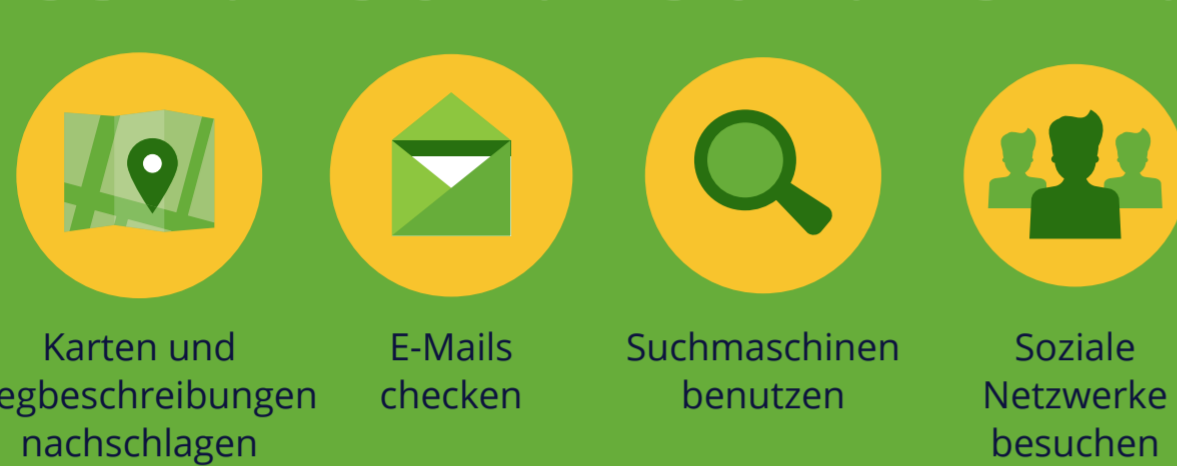 Karten und
egbeschreibungen
nachschlagen
E-Mails
checken
Suchmaschinen
benutzen
Soziale
Netzwerke
besuchen